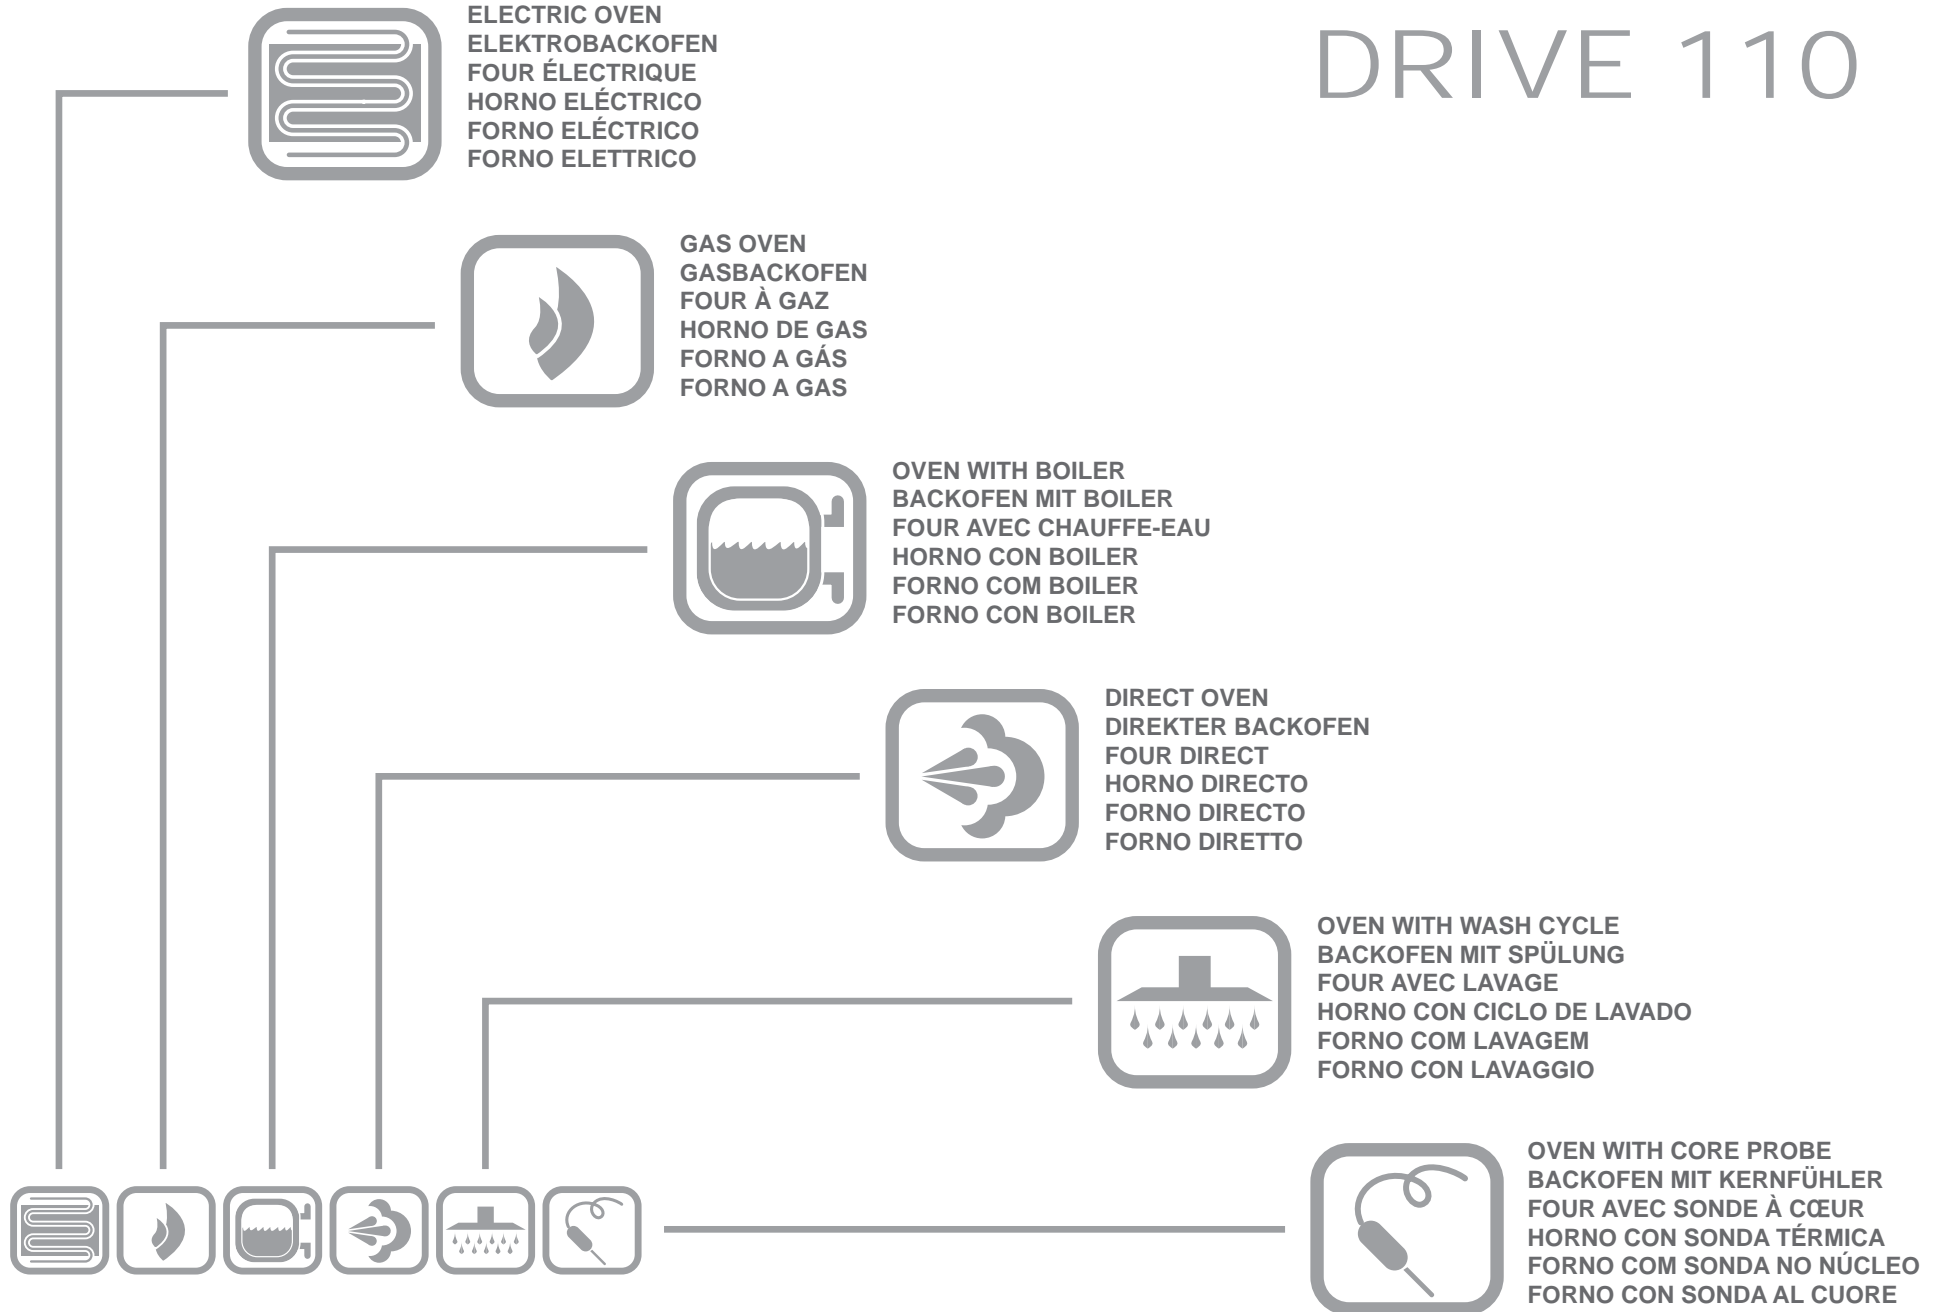 DRIVE 110
ELECTRIC OVEN
ELEKTROBACKOFEN
FOUR ÉLECTRIQUE
HORNO ELÉCTRICO
FORNO ELÉCTRICO
FORNO ELETTRICO
GAS OVEN
GASBACKOFEN
FOUR À GAZ
HORNO DE GAS
FORNO A GÁS
FORNO A GAS
OVEN WITH BOILER
BACKOFEN MIT BOILER
FOUR AVEC CHAUFFE-EAU
HORNO CON BOILER
FORNO COM BOILER
FORNO CON BOILER
DIRECT OVEN
DIREKTER BACKOFEN
FOUR DIRECT
HORNO DIRECTO
FORNO DIRECTO
FORNO DIRETTO
OVEN WITH WASH CYCLE
BACKOFEN MIT SPÜLUNG
FOUR AVEC LAVAGE
HORNO CON CICLO DE LAVADO
FORNO COM LAVAGEM
FORNO CON LAVAGGIO
OVEN WITH CORE PROBE
BACKOFEN MIT KERNFÜHLER
FOUR AVEC SONDE À CŒUR
HORNO CON SONDA TÉRMICA
FORNO COM SONDA NO NÚCLEO
FORNO CON SONDA AL CUORE